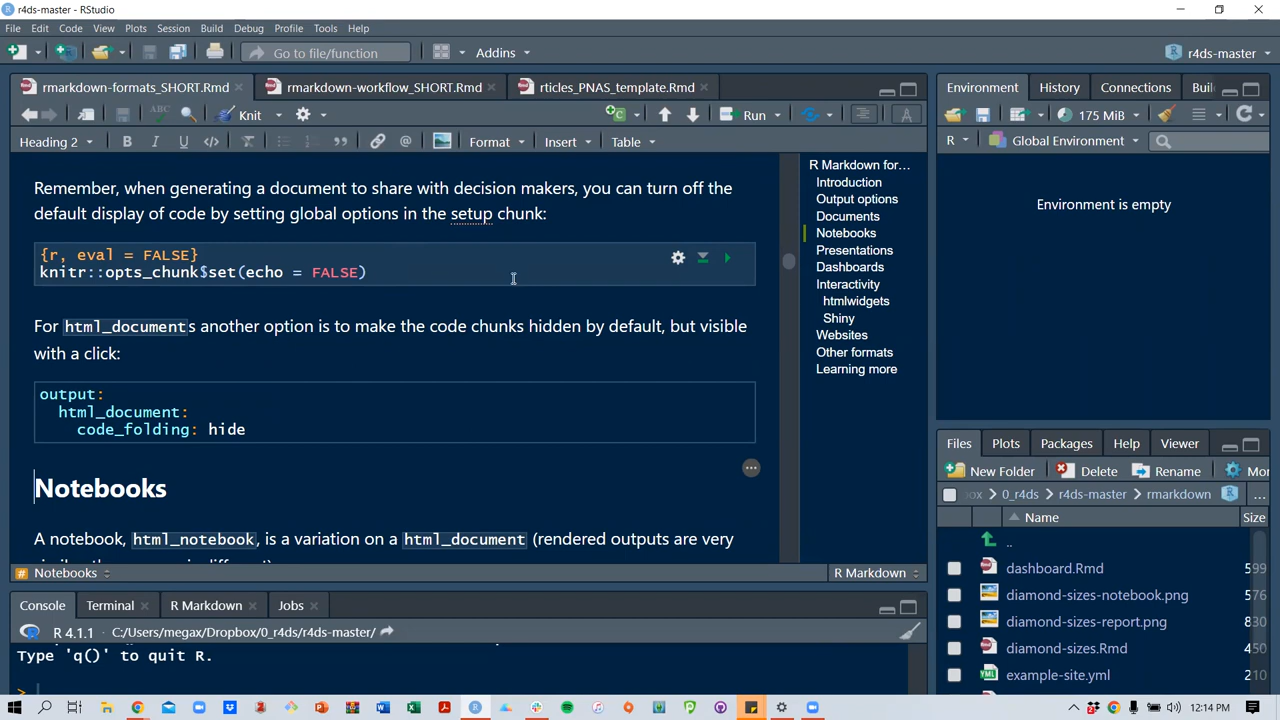 r4ds-master - RStudio
File Edit Code View Plots Session Build Debug Profile Tools Help
Go to file/function
Addins
r4ds-master
rmarkdown-formats_SHORT.Rmd
rmarkdown-workflow_SHORT.Rmd
rticles_PNAS_template.Rmd
Knit
Run
Heading 2
B I U
Format
Insert
Table
Remember, when generating a document to share with decision makers, you can turn off the
default display of code by setting global options in the setup chunk:
{r, eval = FALSE}
knitr::opts_chunk$set(echo = FALSE)
For html_documents another option is to make the code chunks hidden by default, but visible
with a click:
output:
html_document:
code_folding: hide
Notebooks
A notebook, html_notebook, is a variation on a html_document (rendered outputs are very
R Markdown for...
Introduction
Output options
Documents
Notebooks
Presentations
Dashboards
Interactivity
htmlwidgets
Shiny
Websites
Other formats
Learning more
# Notebooks
R Markdown
Console
Terminal
R Markdown
Jobs
R 4.1.1 · C:/Users/megax/Dropbox/0_r4ds/r4ds-master/
Type 'q()' to quit R.
>
Environment
History
Connections
175 MiB
R
Global Environment
Environment is empty
Files
Plots
Packages
Help
Viewer
New Folder
Delete
Rename
0_r4ds > r4ds-master > rmarkdown
...
Name
Size
..
dashboard.Rmd 599
diamond-sizes-notebook.png 576
diamond-sizes-report.png 830
diamond-sizes.Rmd 450
example-site.yml 210
12:14 PM